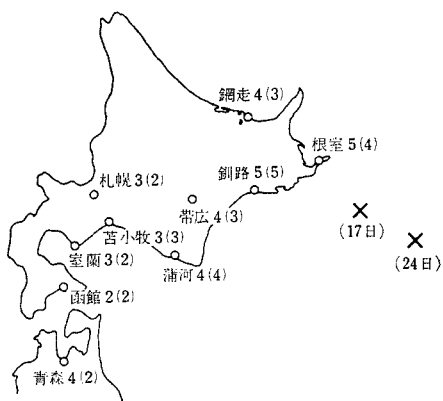 網走4(3)
根室5(4)
札幌3(2)
釧路5(5)
帯広4(3)
(17日)
苫小牧3(3)
(24日)
室蘭3(2)
蒲河4(4)
函館2(2)
青森4(2)